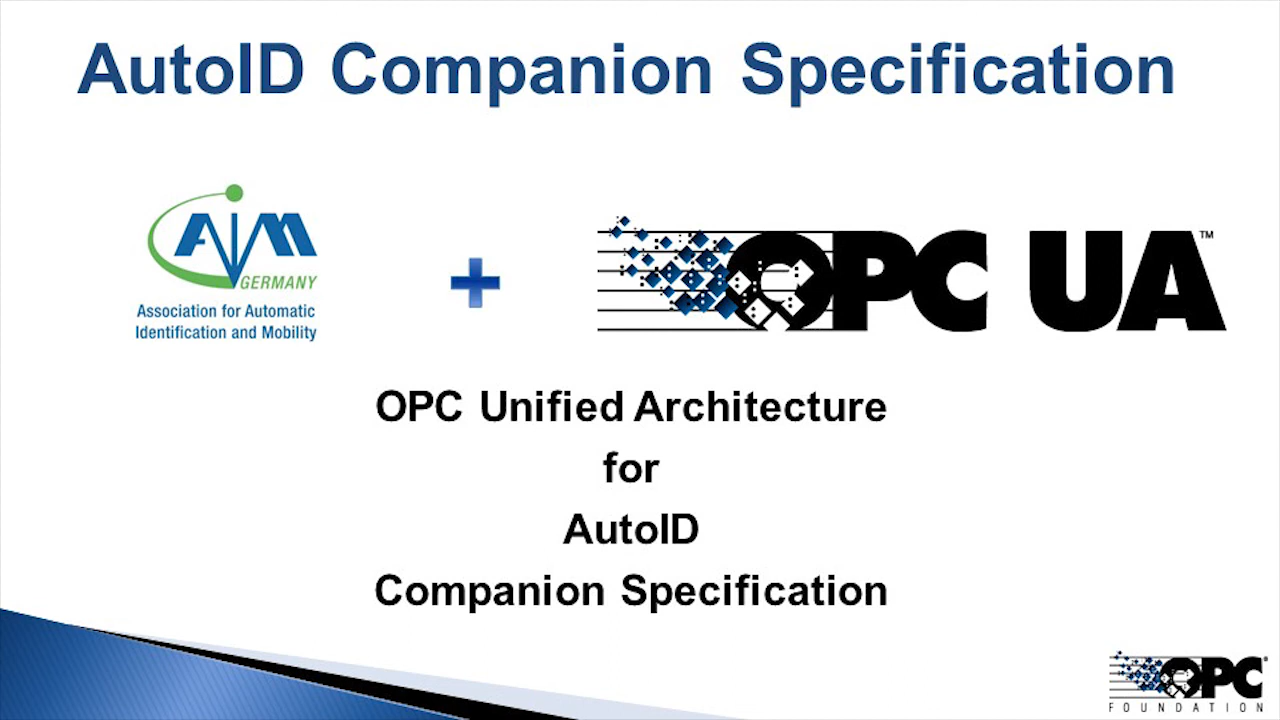 AutoID Companion Specification
AIM
GERMANY
Association for Automatic
Identification and Mobility
+
OPC UA™
OPC Unified Architecture
for
AutoID
Companion Specification
OPC®
FOUNDATION